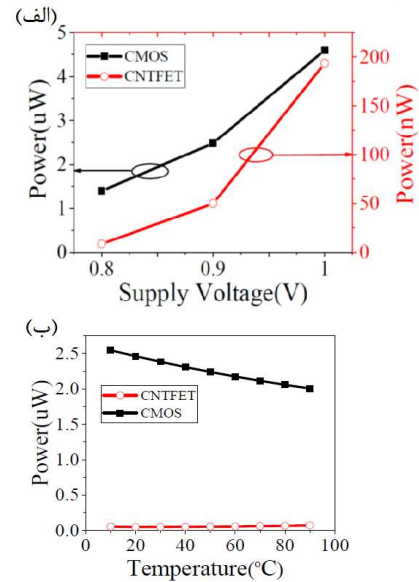 (الف)
CMOS
CNTFET
Power(uW)
5
4
3
2
1
0
200
150
100
50
0
Power(nW)
0.8
0.9
1
Supply Voltage(V)
(ب)
CNTFET
CMOS
Power(uW)
2.5
2.0
1.5
1.0
0.5
0.0
0
20
40
60
80
100
Temperature(°C)